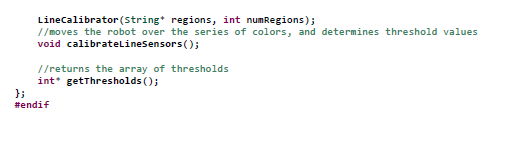 LineCalibrator(String* regions, int numRegions);
//moves the robot over the series of colors, and determines threshold values
void calibrateLineSensors();
//returns the array of thresholds
int* getThresholds();
};
#endif